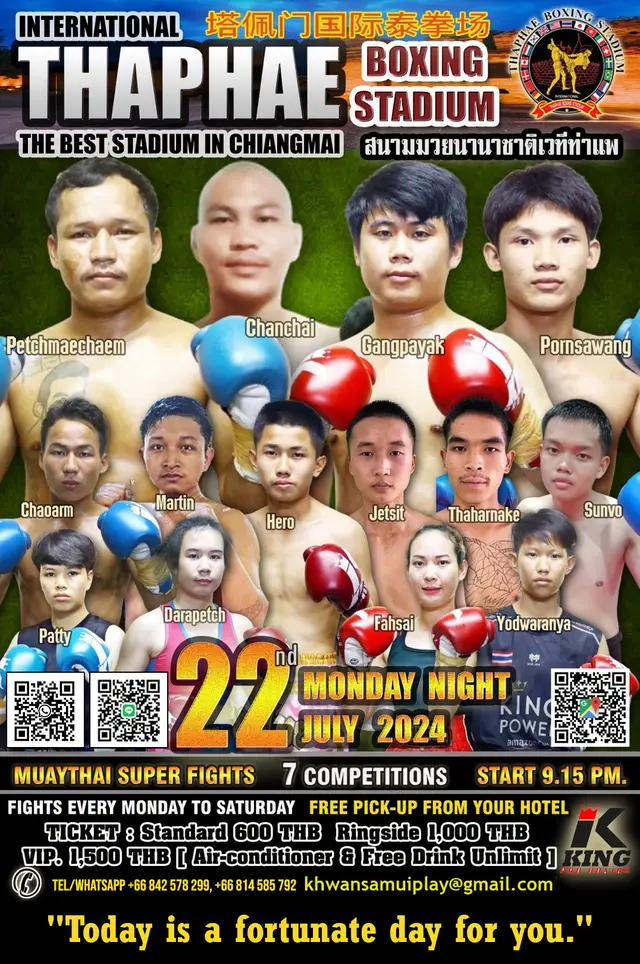 INTERNATIONAL
塔佩门国际泰拳场
THAPHAE
BOXING
STADIUM
THAPHAE BOXING STADIUM
THE BEST STADIUM IN CHIANGMAI
สนามมวยนานาชาติเวทีท่าแพ
Petchmaechaem
Chanchai
Gangpayak
Pornsawang
Chaoarm
Martin
Hero
Jetsit
Thaharnake
Sunvo
Patty
Darapetch
Fahsai
Yodwaranya
KING
POWER
22nd
MONDAY NIGHT
JULY 2024
MUAYTHAI SUPER FIGHTS 7 COMPETITIONS START 9.15 PM.
FIGHTS EVERY MONDAY TO SATURDAY FREE PICK-UP FROM YOUR HOTEL
TICKET : Standard 600 THB Ringside 1,000 THB
VIP. 1,500 THB [ Air-conditioner & Free Drink Unlimit ]
K
KING
TEL/WHATSAPP +66 842 578 299, +66 814 585 792 khwansamuiplay@gmail.com
"Today is a fortunate day for you."